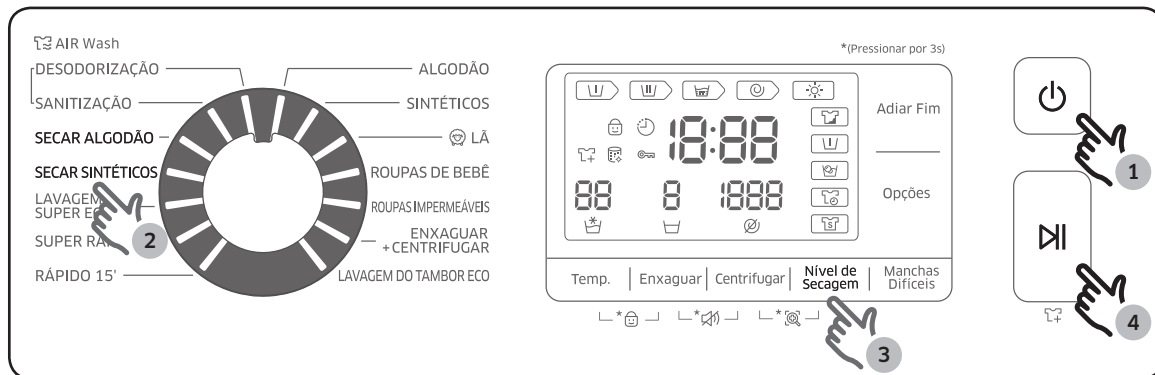 AIR Wash
DESODORIZAÇÃO
SANITIZAÇÃO
SECAR ALGODÃO
SECAR SINTÉTICOS
LAVAGEM
SUPER
SUPER
RÁPIDO 15'
ALGODÃO
SINTÉTICOS
LÃ
ROUPAS DE BEBÊ
ROUPAS IMPERMEÁVEIS
ENXAGUAR
+CENTRIFUGAR
LAVAGEM DO TAMBOR ECO
2
*(Pressionar por 3s)
18:88
88 8 1888
Adiar Fim
Opções
Temp.
Enxaguar
Centrifugar
Nível de
Secagem
Manchas
Difíceis
*
*
*
3
1
4